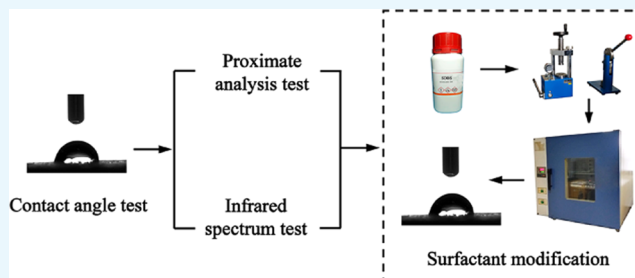 Contact angle test
Proximate
analysis test
Infrared
spectrum test
Surfactant modification